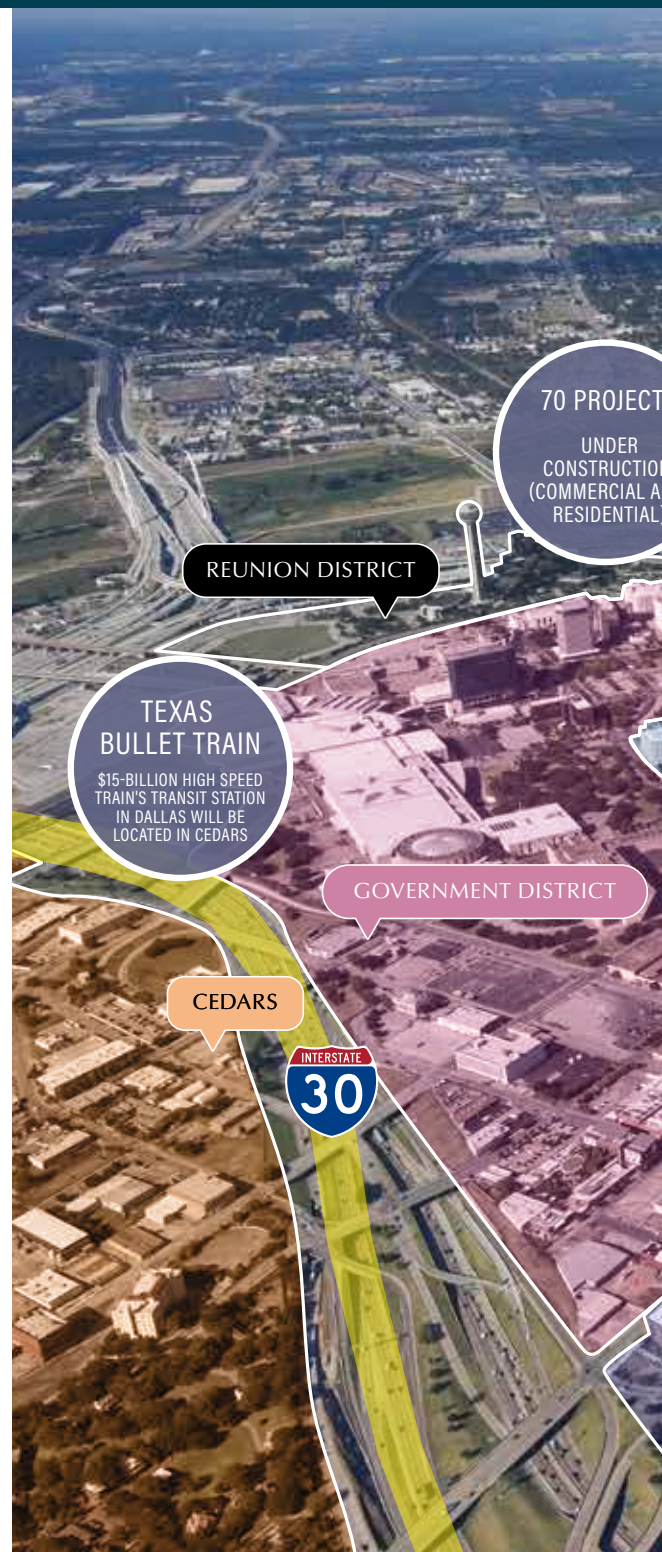 70 PROJECT
UNDER
CONSTRUCTION
(COMMERCIAL A
RESIDENTIAL)
REUNION DISTRICT
TEXAS
BULLET TRAIN
$15-BILLION HIGH SPEED
TRAIN'S TRANSIT STATION
IN DALLAS WILL BE
LOCATED IN CEDARS
GOVERNMENT DISTRICT
CEDARS
INTERSTATE
30